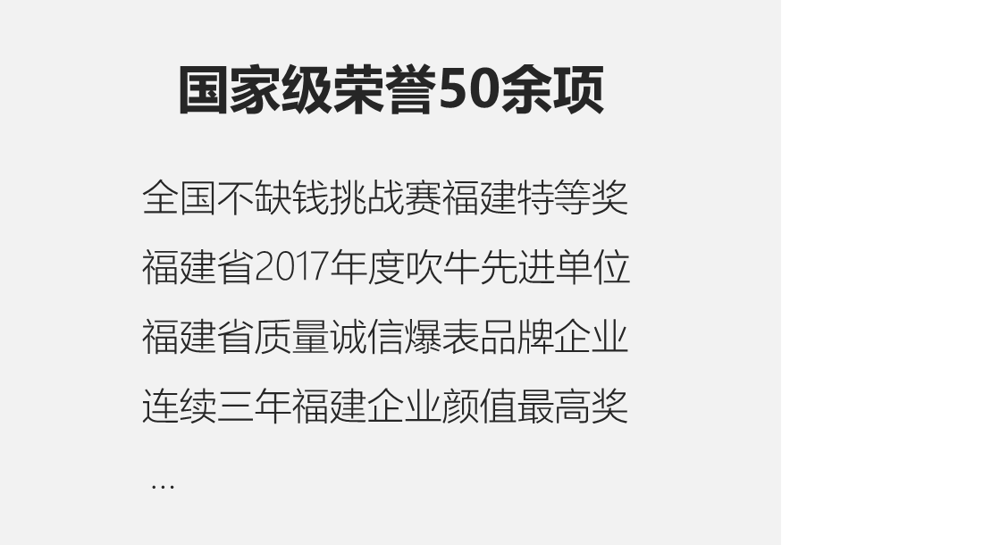 国家级荣誉50余项
全国不缺钱挑战赛福建特等奖
福建省2017年度吹牛先进单位
福建省质量诚信爆表品牌企业
连续三年福建企业颜值最高奖
...